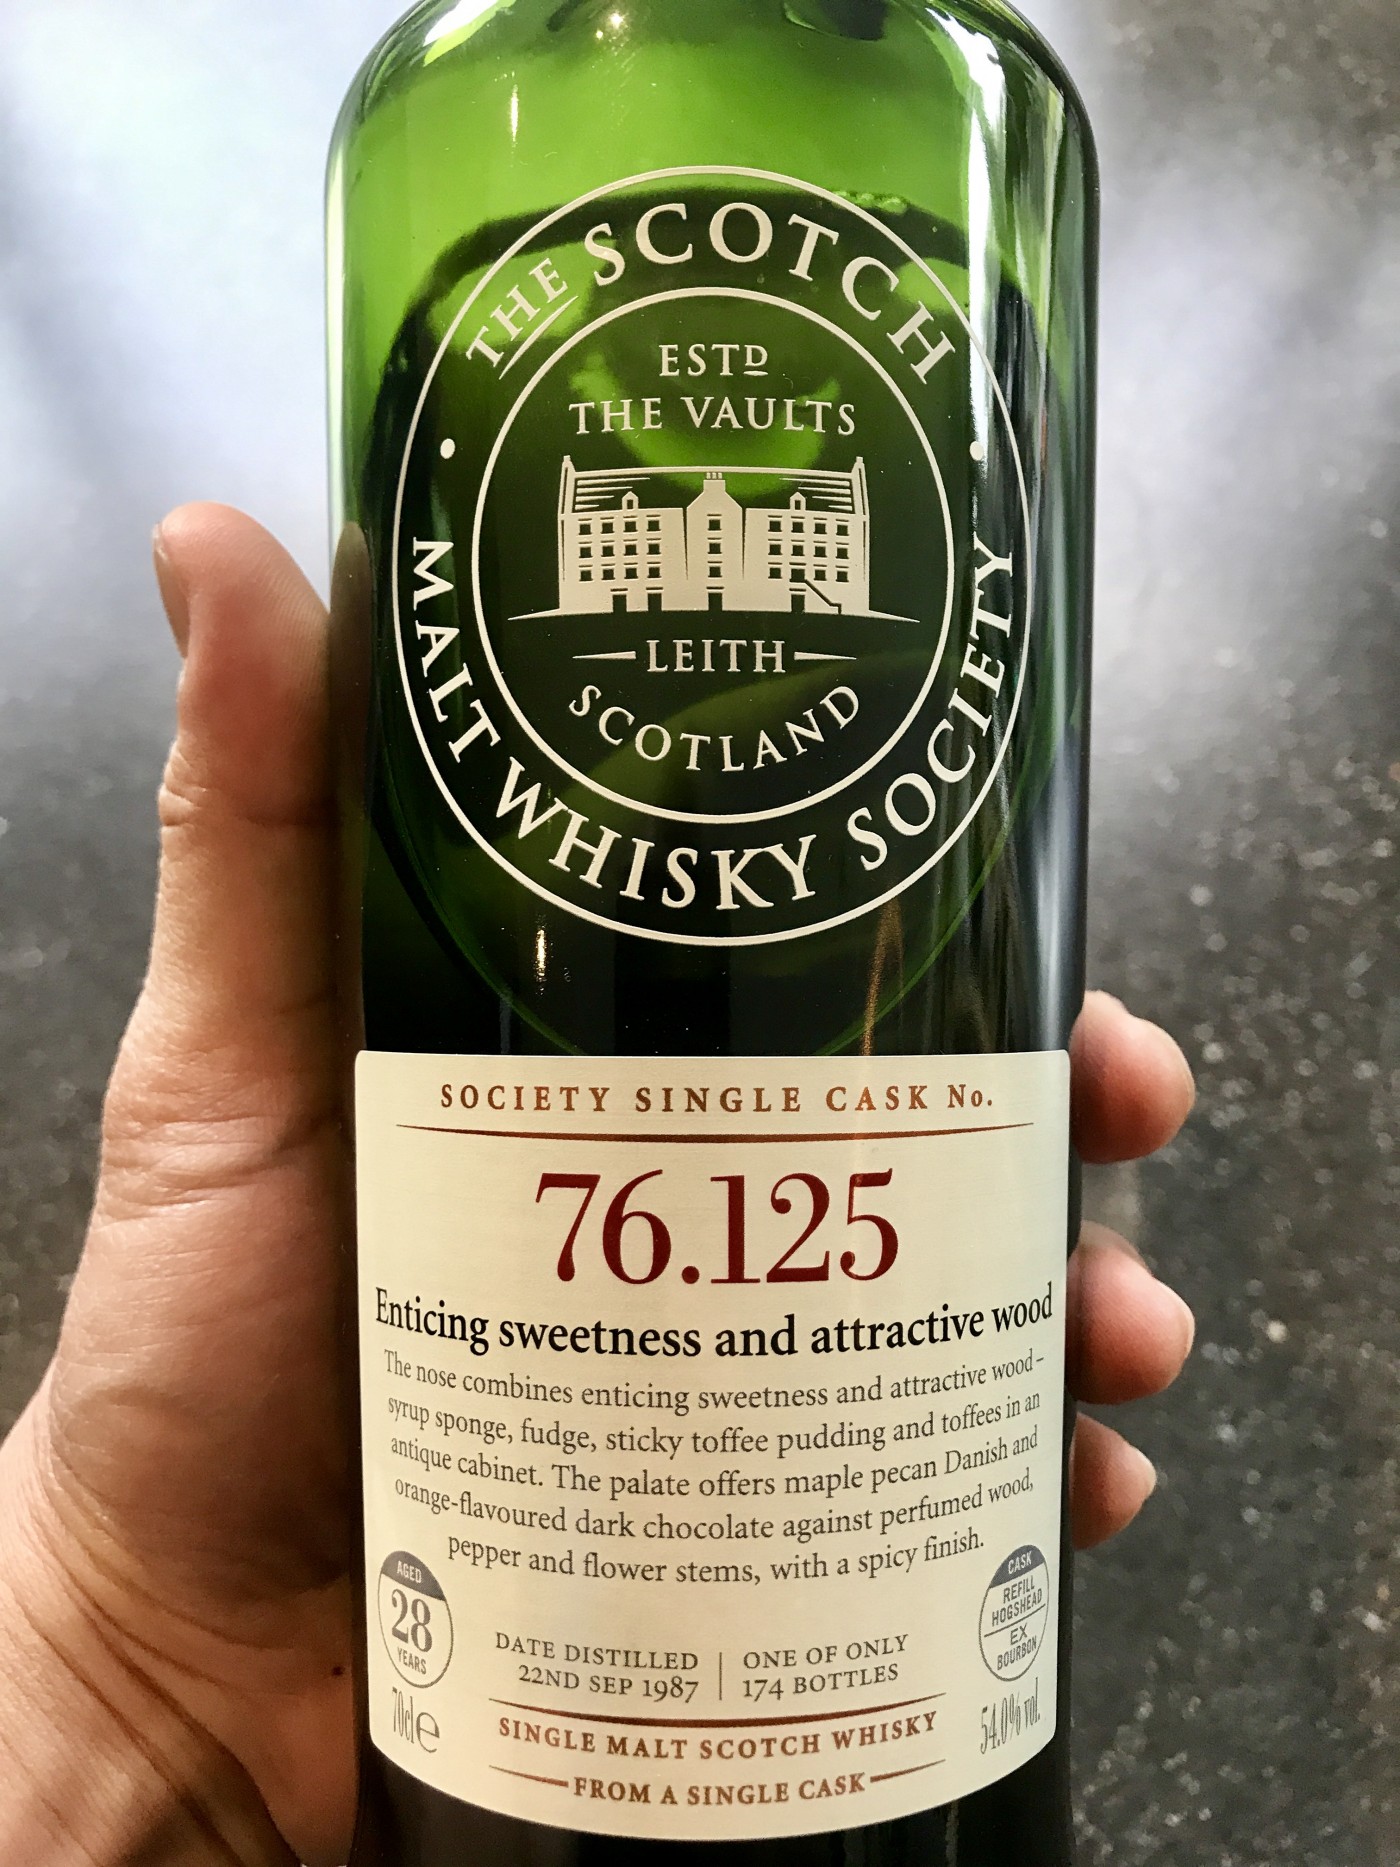 THE SCOTCH
MALT WHISKY SOCIETY
ESTD
THE VAULTS
LEITH
SCOTLAND
SOCIETY SINGLE CASK No.
76.125
Enticing sweetness and attractive wood
The nose combines enticing sweetness and attractive wood –
syrup sponge, fudge, sticky toffee pudding and toffees in an
antique cabinet. The palate offers maple pecan Danish and
orange-flavoured dark chocolate against perfumed wood,
pepper and flower stems, with a spicy finish.
AGED
28
YEARS
DATE DISTILLED
22ND SEP 1987
ONE OF ONLY
174 BOTTLES
CASK
REFILL
HOGSHEAD
EX
BOURBON
70cl e
54.0% vol.
SINGLE MALT SCOTCH WHISKY
FROM A SINGLE CASK